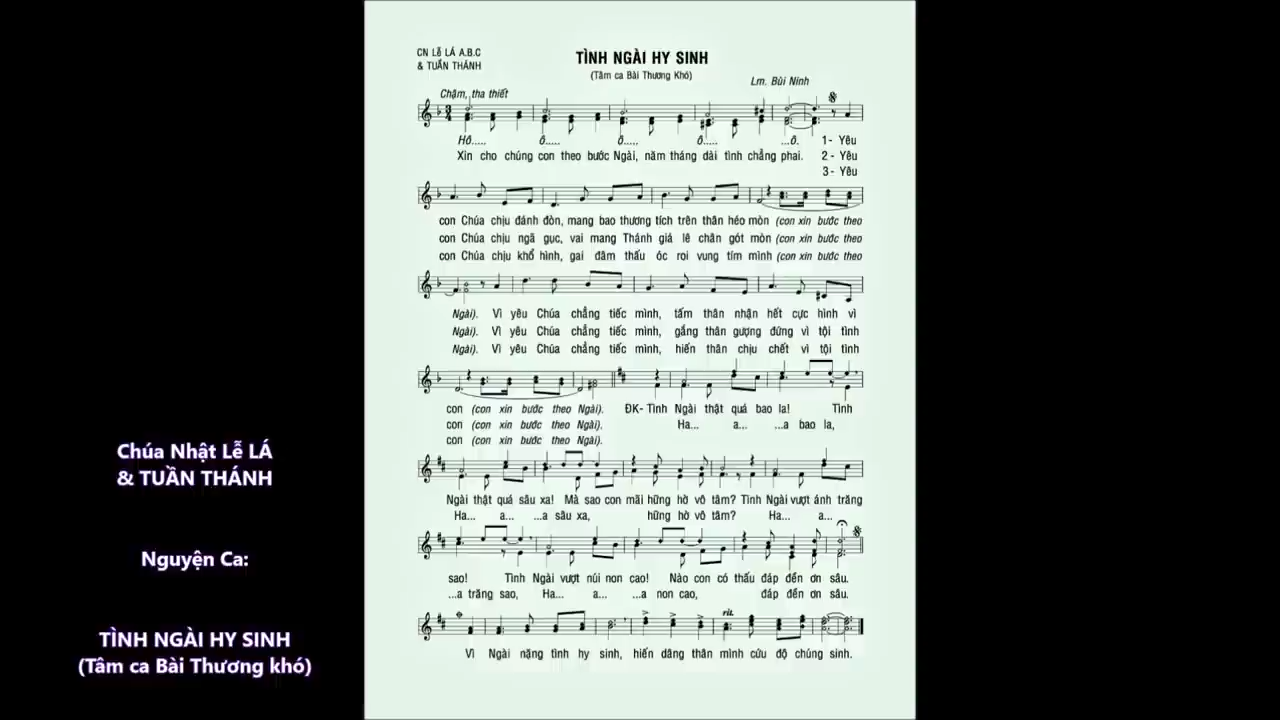 CN Lễ LÁ A.B.C
& TUẦN THÁNH
TÌNH NGÀI HY SINH
(Tâm ca Bài Thương Khó)
Lm. Bùi Ninh
Chậm, tha thiết
Hô..... ô..... ô..... ô..... ...ô. 1- Yêu
Xin cho chúng con theo bước Ngài, năm tháng dài tình chẳng phai. 2- Yêu
3- Yêu
con Chúa chịu đánh đòn, mang bao thương tích trên thân héo mòn (con xin bước theo
con Chúa chịu ngã gục, vai mang Thánh giá lê chân gót mòn (con xin bước theo
con Chúa chịu khổ hình, gai đâm thấu óc roi vung tím mình (con xin bước theo
Ngài). Vì yêu Chúa chẳng tiếc mình, tấm thân nhận hết cực hình vì
Ngài). Vì yêu Chúa chẳng tiếc mình, gắng thân gượng đứng vì tội tình
Ngài). Vì yêu Chúa chẳng tiếc mình, hiến thân chịu chết vì tội tình
con (con xin bước theo Ngài). ĐK- Tình Ngài thật quá bao la! Tình
con (con xin bước theo Ngài). Ha... a... ...a bao la,
con (con xin bước theo Ngài).
Ngài thật quá sâu xa! Mà sao con mãi hững hờ vô tâm? Tình Ngài vượt ánh trăng
Ha... a... ...a sâu xa, hững hờ vô tâm? Ha... a...
sao! Tình Ngài vượt núi non cao! Nào con có thấu đáp đền ơn sâu.
...a trăng sao, Ha... a... ...a non cao, đáp đền ơn sâu.
rit.
Vì Ngài nặng tình hy sinh, hiến dâng thân mình cứu độ chúng sinh.
Chúa Nhật Lễ LÁ
& TUẦN THÁNH
Nguyện Ca:
TÌNH NGÀI HY SINH
(Tâm ca Bài Thương khó)